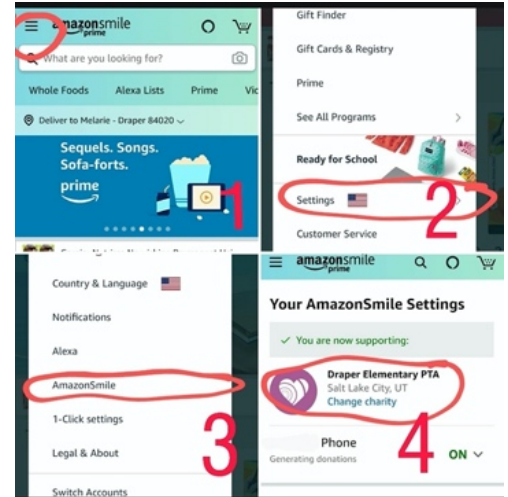 amazonsmile
prime
What are you looking for?
Whole Foods Alexa Lists Prime
Deliver to Melarie - Draper 84020
Sequels. Songs.
Sofa-forts.
prime
1
Gift Finder
Gift Cards & Registry
Prime
See All Programs
Ready for School
Settings
2
Customer Service
Country & Language
Notifications
Alexa
AmazonSmile
1-Click settings
3
Legal & About
Switch Accounts
amazonsmile
prime
Your AmazonSmile Settings
You are now supporting:
Draper Elementary PTA
Salt Lake City, UT
Change charity
4
Phone
Generating donations
ON